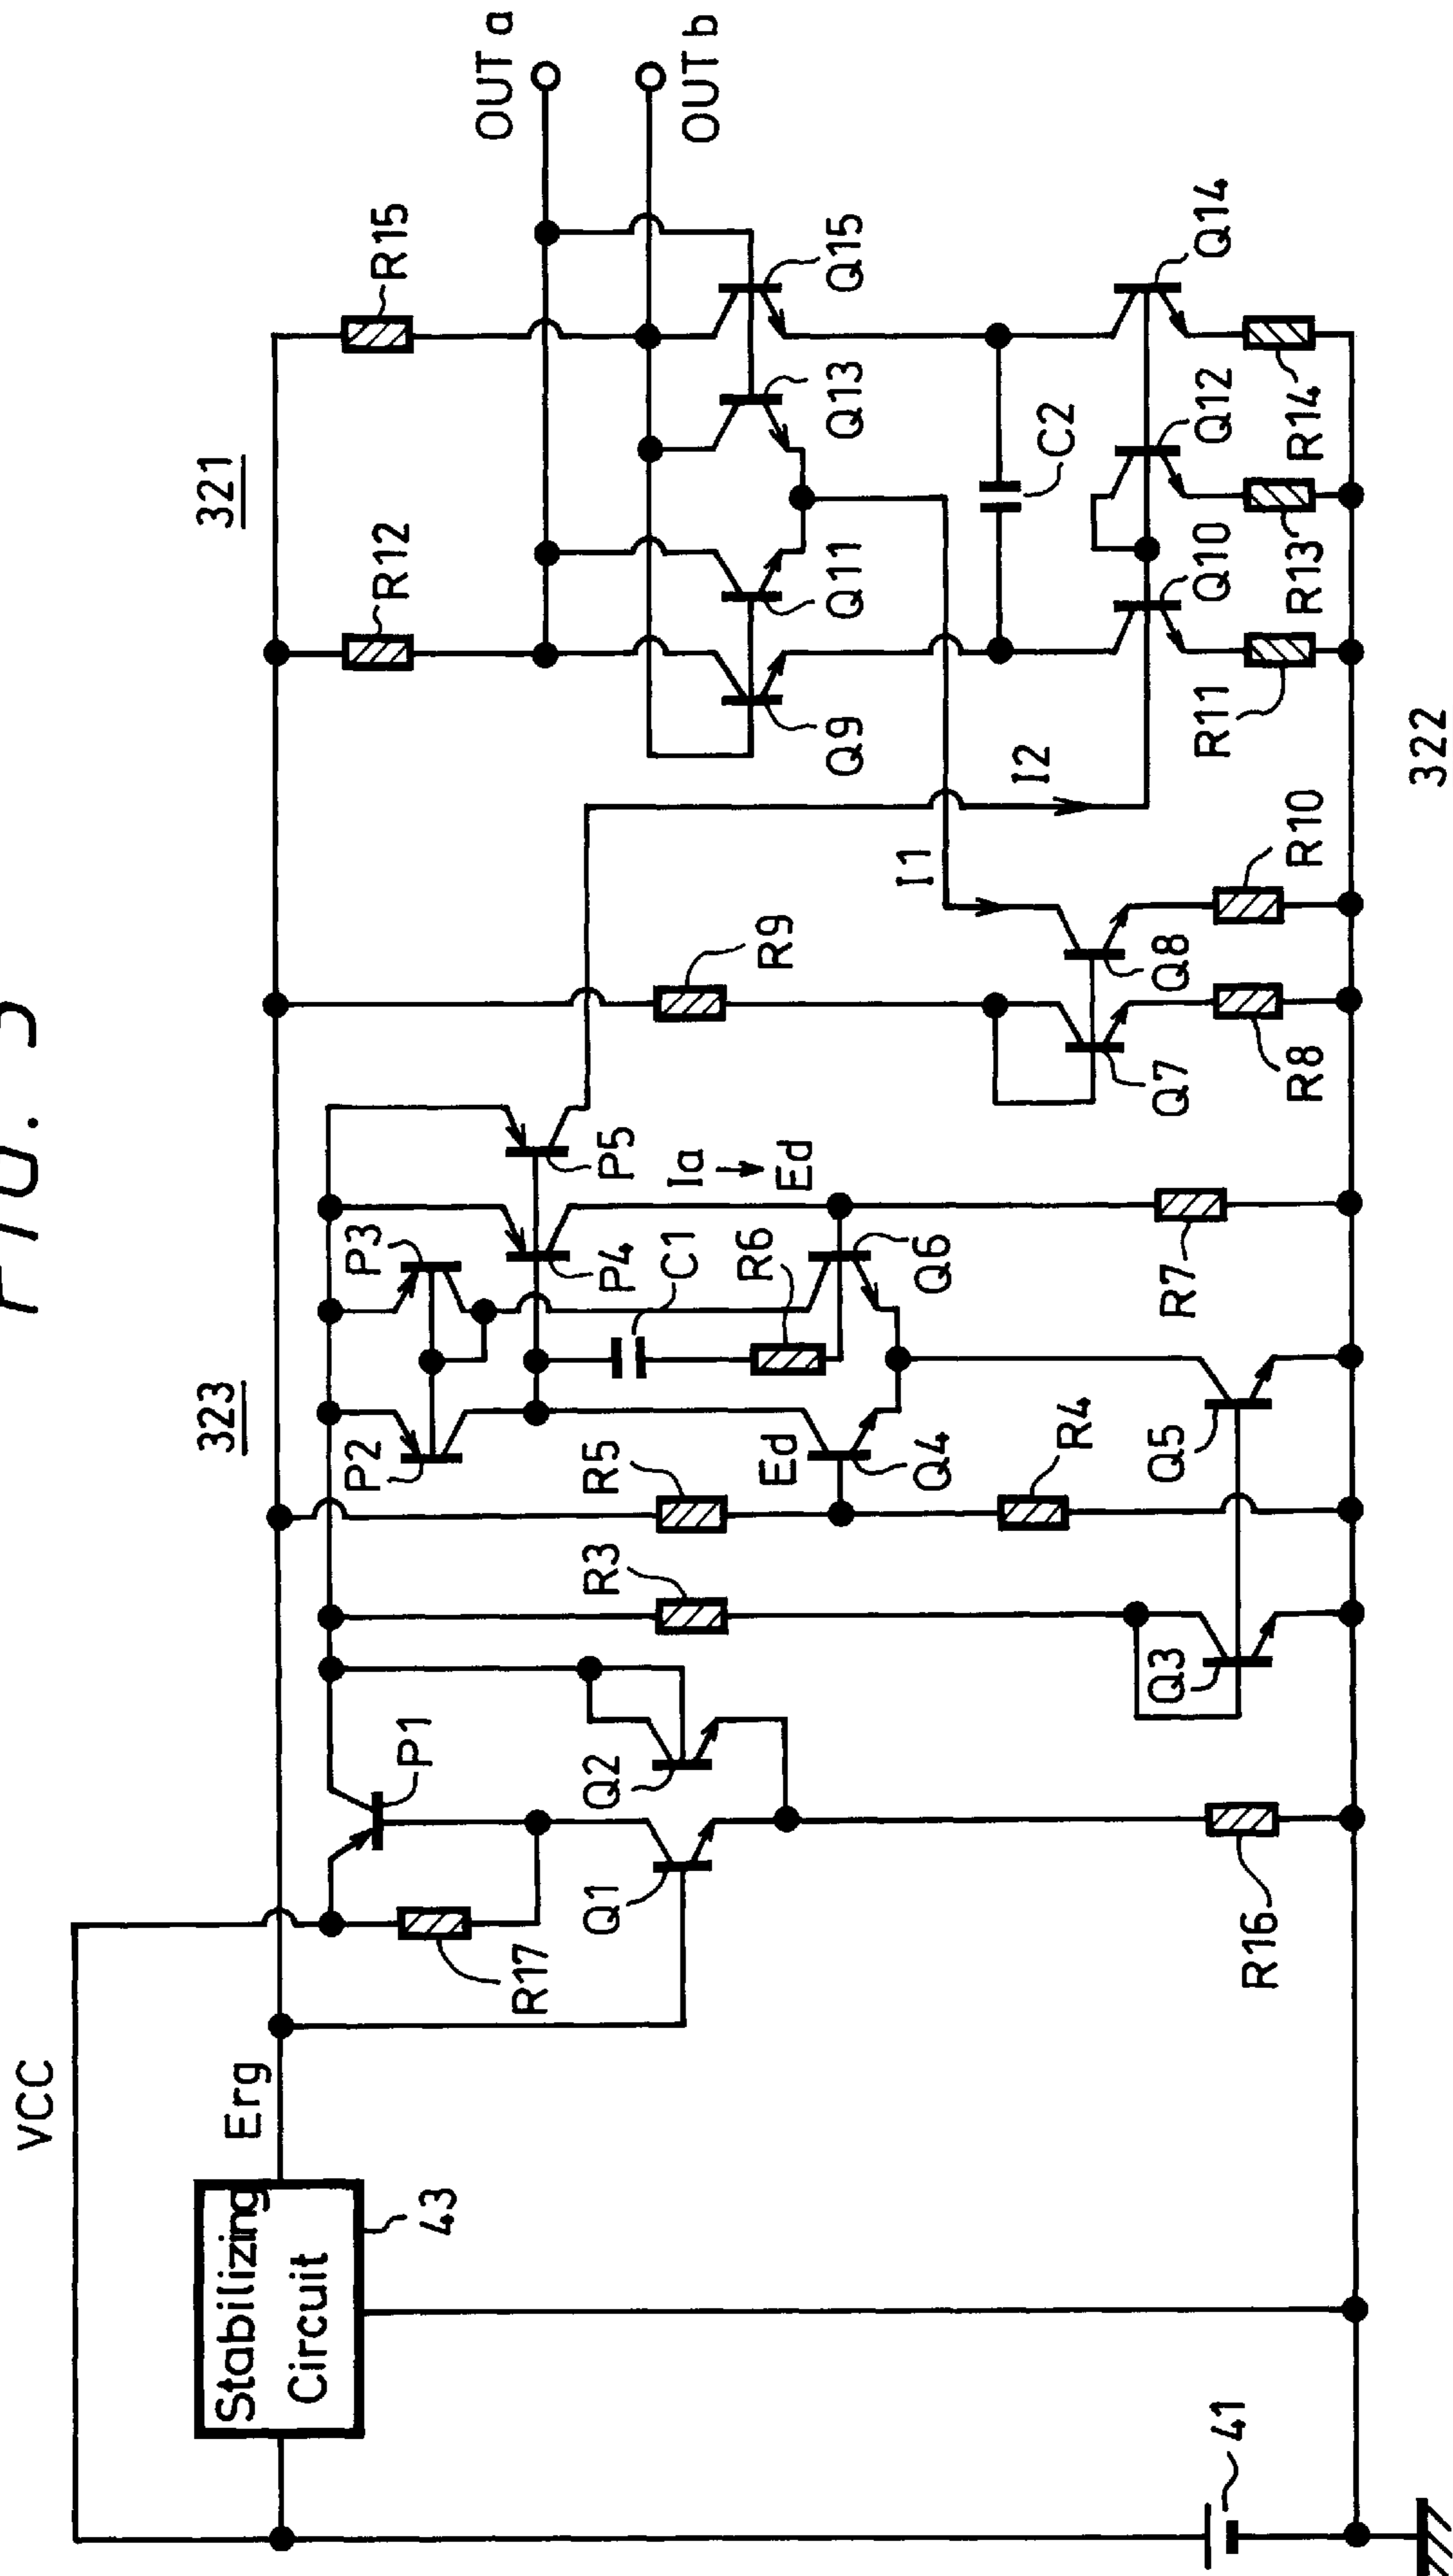 FIG. 5
VCC
Stabilizing
Circuit
43
Erg
41
R17
P1
Q1
Q2
R16
323
R3
Q3
R5
Ed
Q4
R4
Q5
P2
P3
P4
P5
C1
R6
Ia
Ed
Q6
R7
R9
Q7
Q8
R8
R10
I1
I2
322
321
R12
R15
OUT a
OUT b
Q9
Q11
Q13
Q15
C2
Q10
Q12
Q14
R11
R13
R14